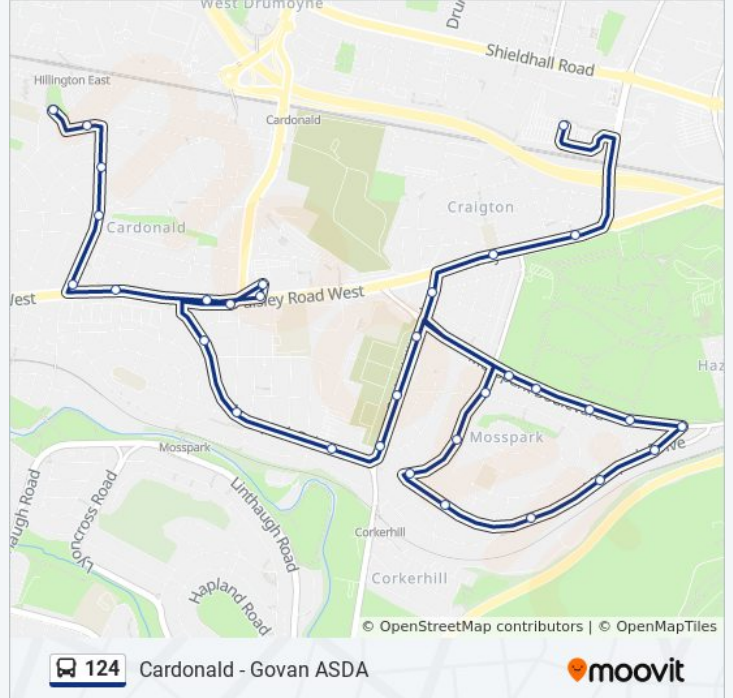 West Drumoyne
Shieldhall Road
Hillington East
Cardonald
Craigton
Cardonald
Paisley Road West
Mosspark
Mosspark
Linthaugh Road
Lyoncross Road
Corkerhill
Corkerhill
Hapland Road
© OpenStreetMap contributors | © OpenMapTiles
124 Cardonald - Govan ASDA
moovit